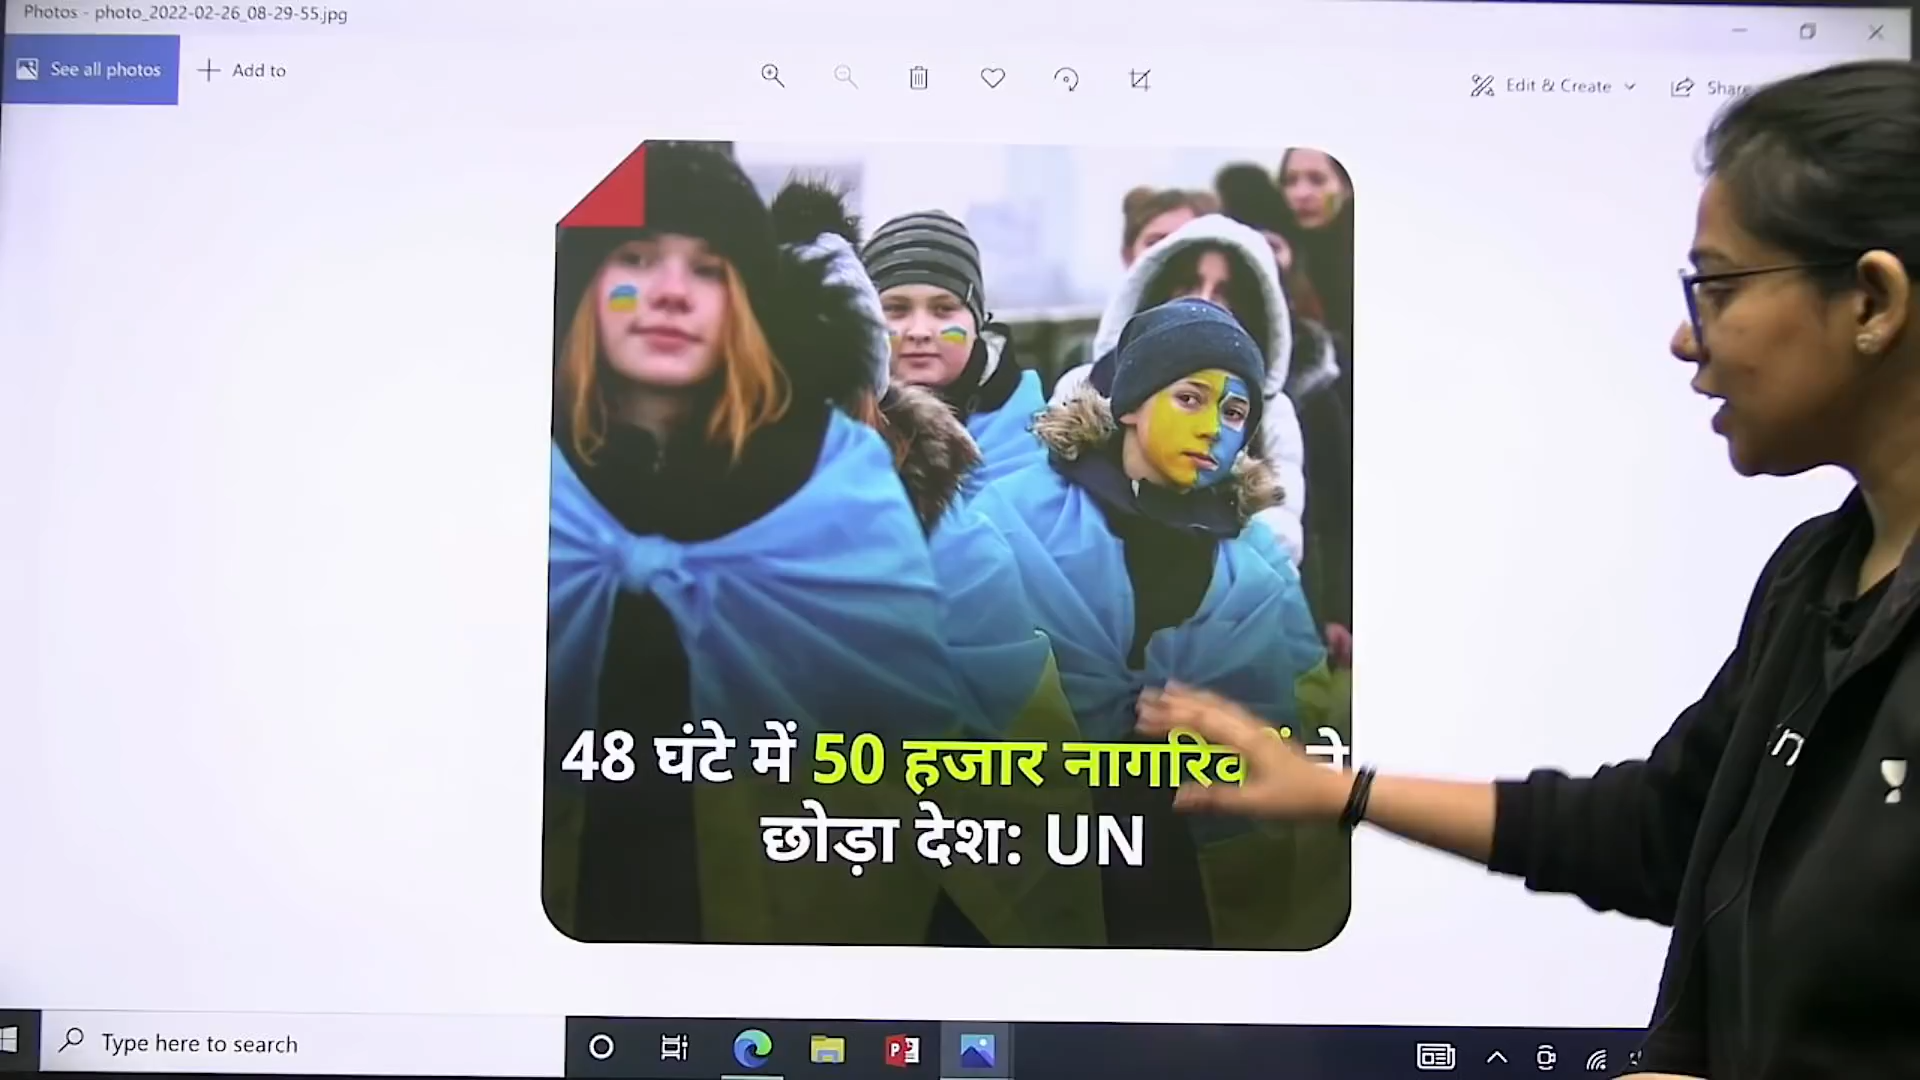 Photos - photo_2022-02-26_08-29-55.jpg
See all photos
Add to
Edit & Create
Share
48 घंटे में 50 हजार
छोड़ा देश: UN
Type here to search